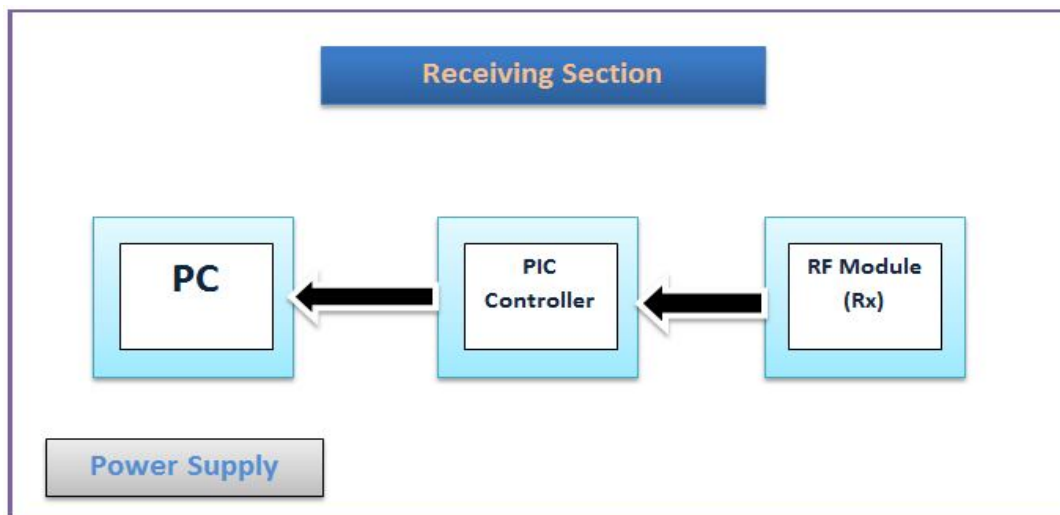 Receiving Section
PC
PIC
Controller
RF Module
(Rx)
Power Supply